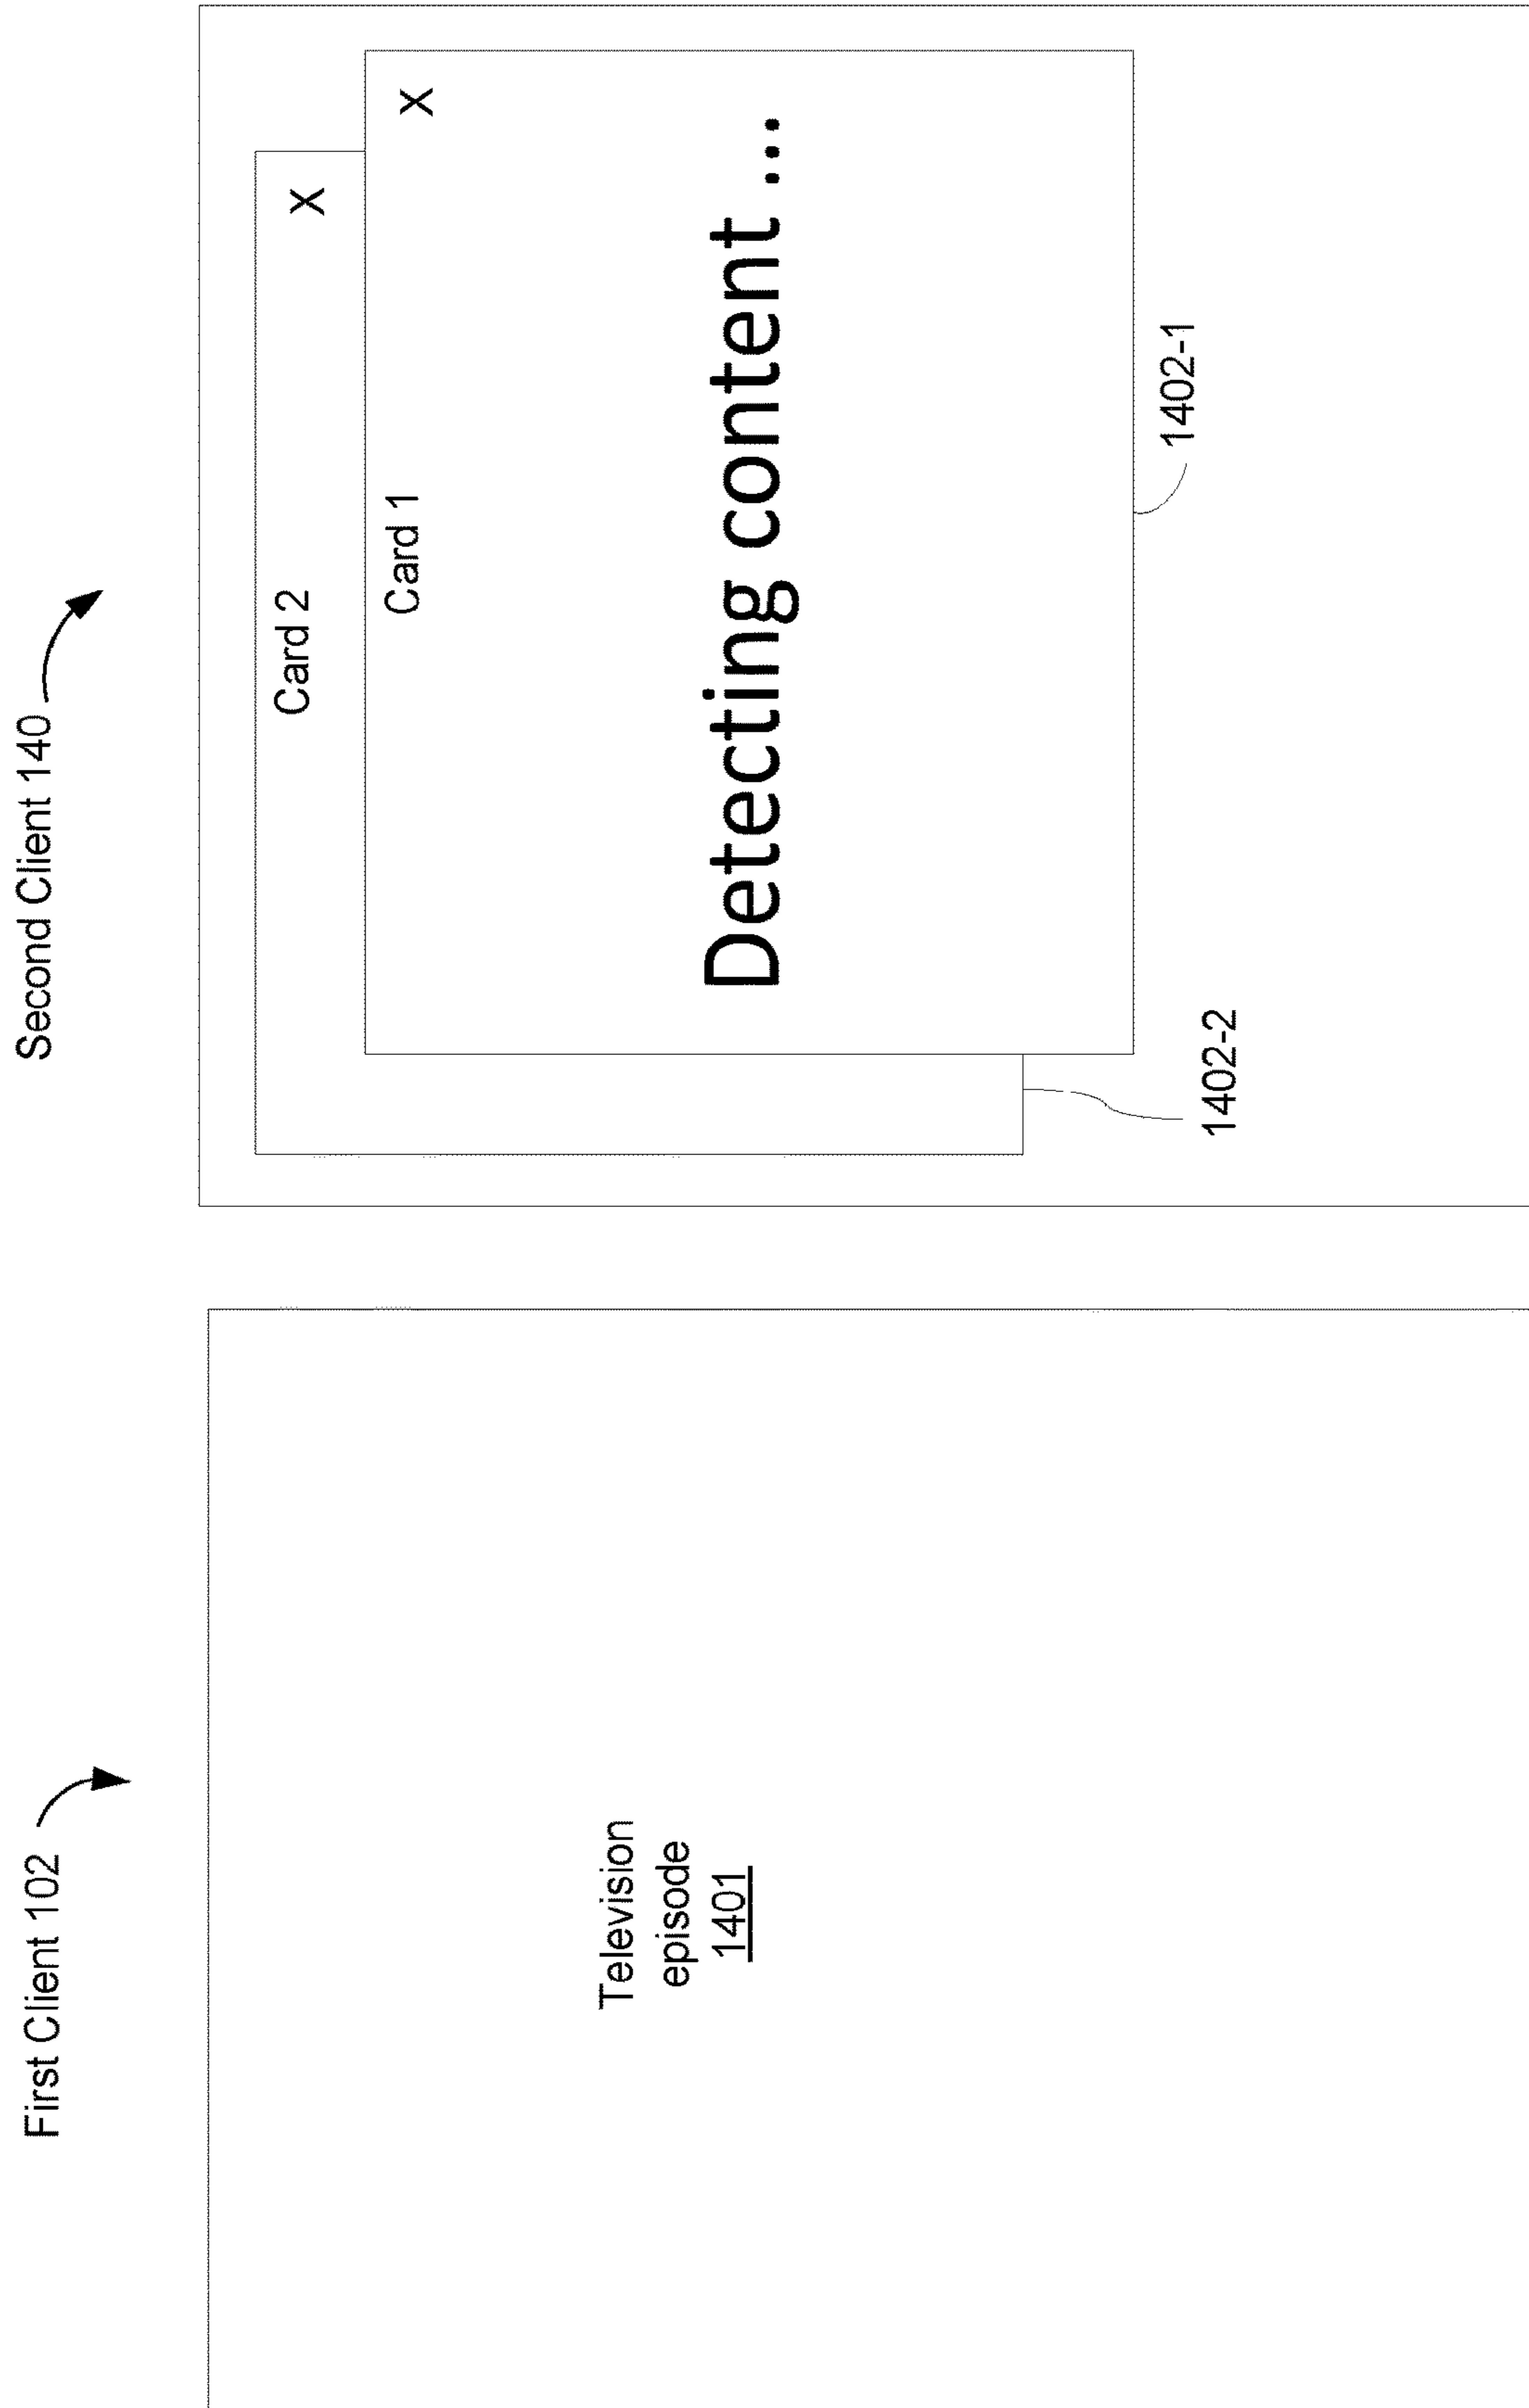 First Client 102
Television
episode
1401
Second Client 140
Card 2
X
Card 1
X
Detecting content ...
1402-1
1402-2